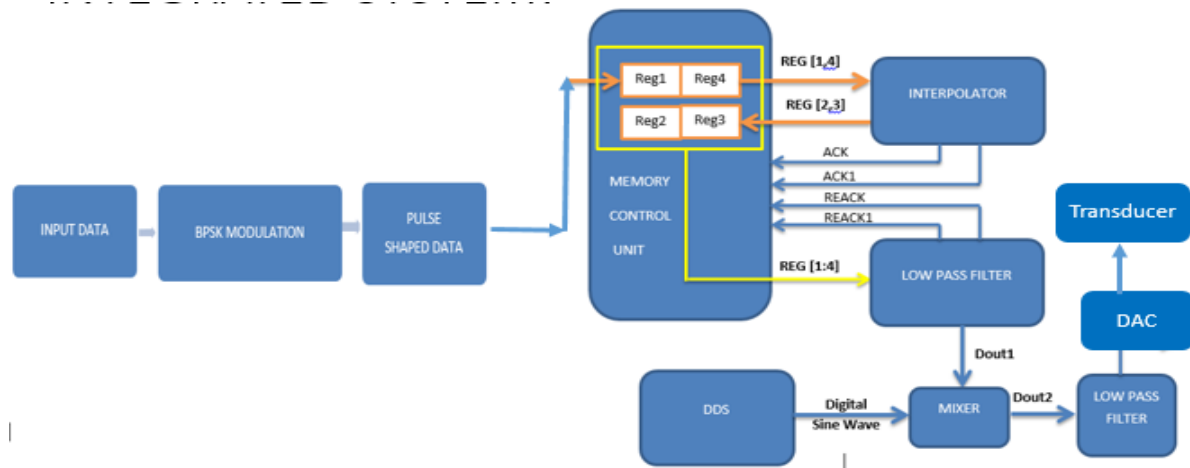 INTEGRATED SYSTEM:
Reg1
Reg4
Reg2
Reg3
REG [1,4]
REG [2,3]
INTERPOLATOR
ACK
ACK1
REACK
REACK1
MEMORY
CONTROL
UNIT
INPUT DATA
BPSK MODULATION
PULSE
SHAPED DATA
REG [1:4]
LOW PASS FILTER
Transducer
DAC
Dout1
DDS
Digital
Sine Wave
MIXER
Dout2
LOW PASS
FILTER